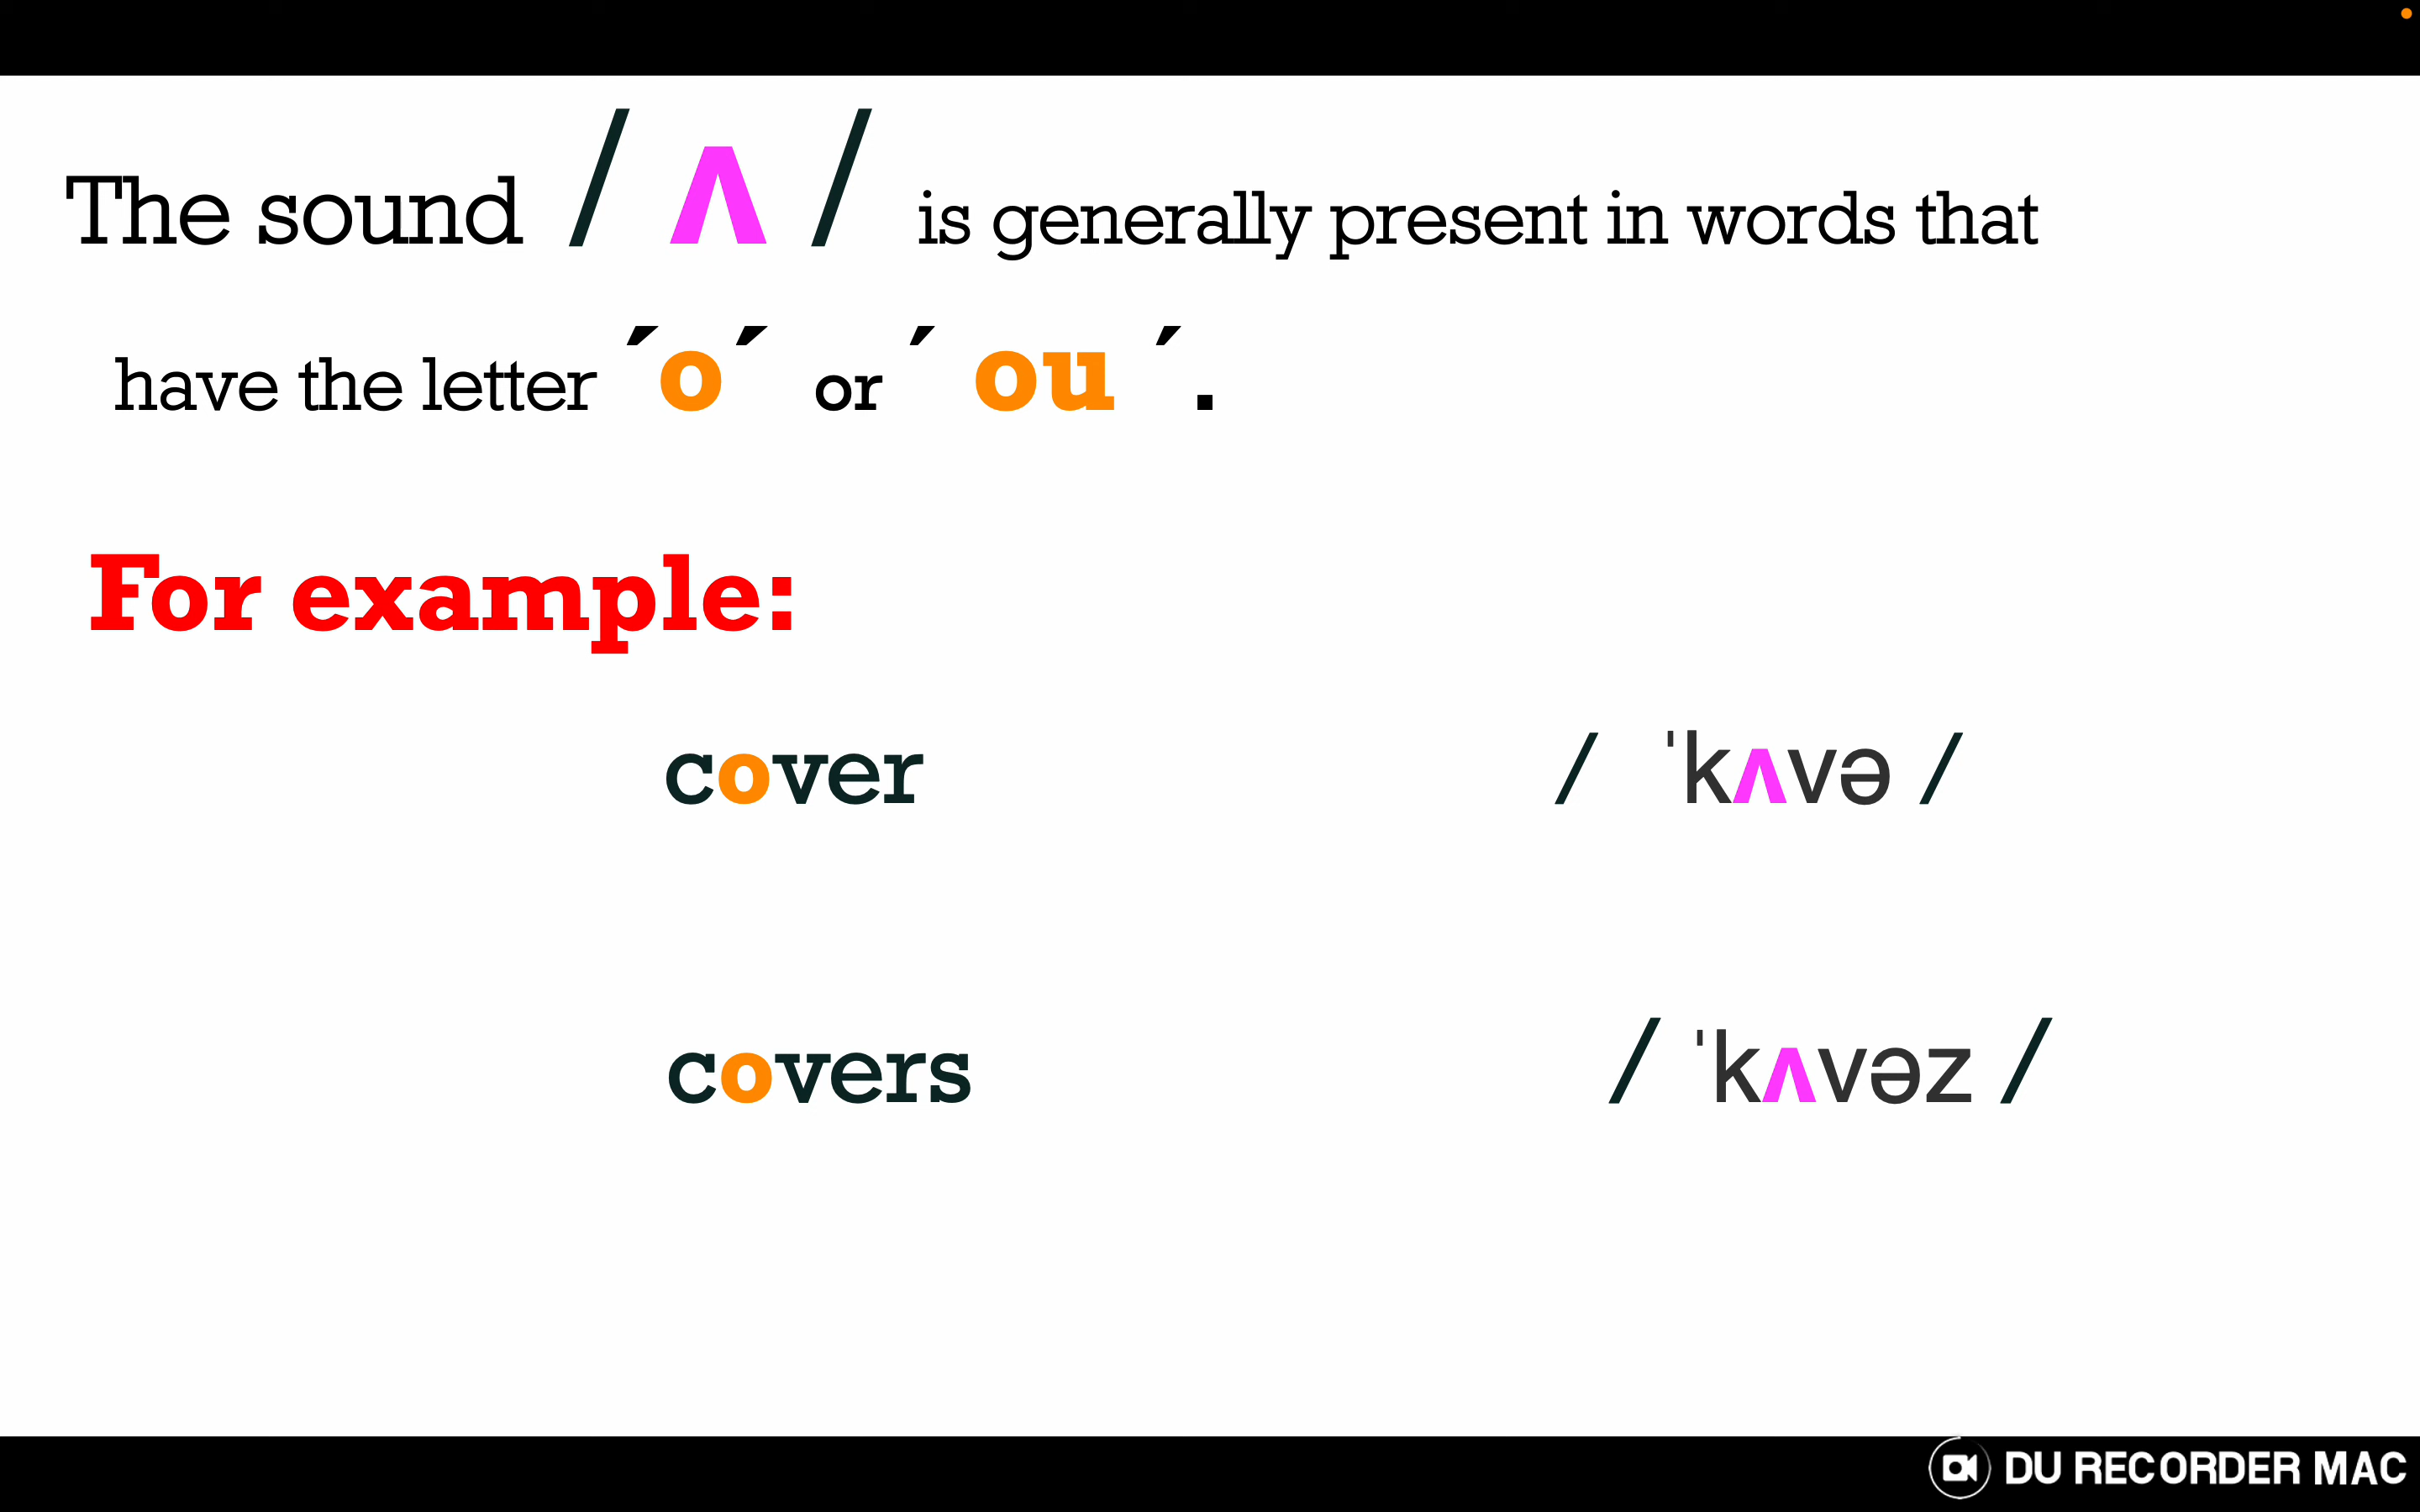 The sound / ʌ / is generally present in words that
have the letter ´o´ or ´ ou ´.
For example:
cover / ˈkʌvə /
covers / ˈkʌvəz /
DU RECORDER MAC